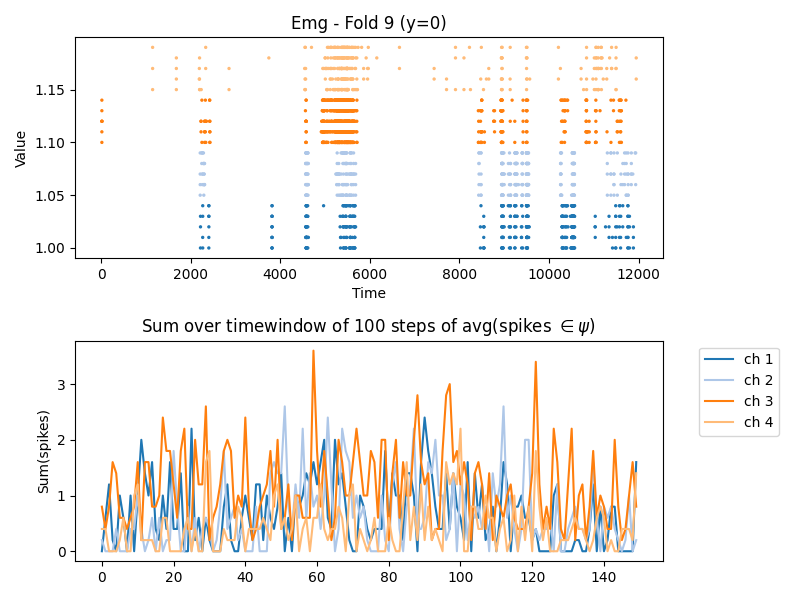 Emg - Fold 9 (y=0)
Value
1.15
1.10
1.05
1.00
0 2000 4000 6000 8000 10000 12000
Time
Sum over timewindow of 100 steps of avg(spikes ∈ ψ)
Sum(spikes)
3
2
1
0
0 20 40 60 80 100 120 140
ch 1
ch 2
ch 3
ch 4